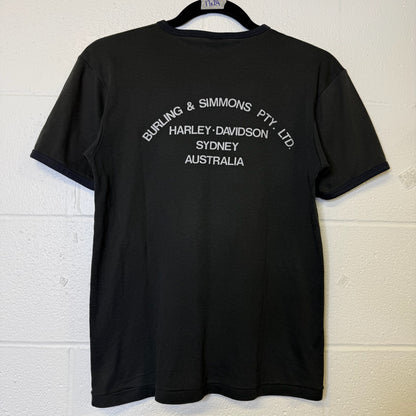 BURLING & SIMMONS PTY. LTD.
HARLEY-DAVIDSON
SYDNEY
AUSTRALIA